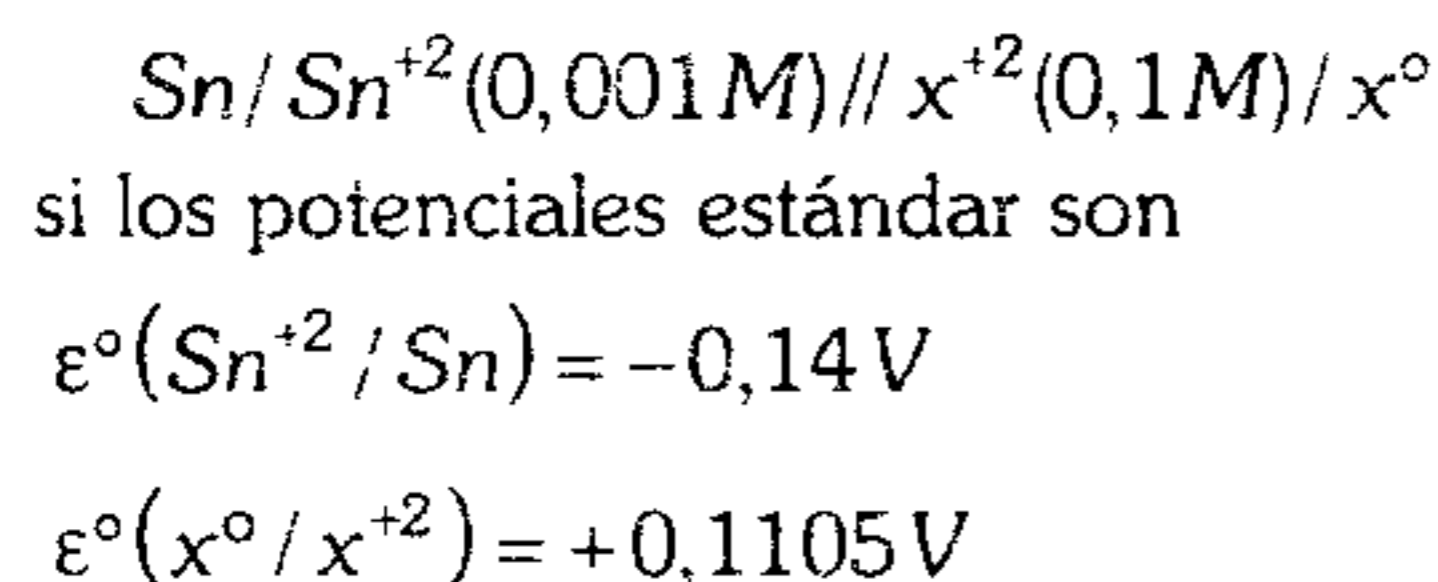 Sn/Sn⁺²(0,001M)//x⁺²(0,1M)/x°
si los potenciales estándar son
ε°(Sn⁺²/Sn)=−0,14V
ε°(x°/x⁺²)=+0,1105V